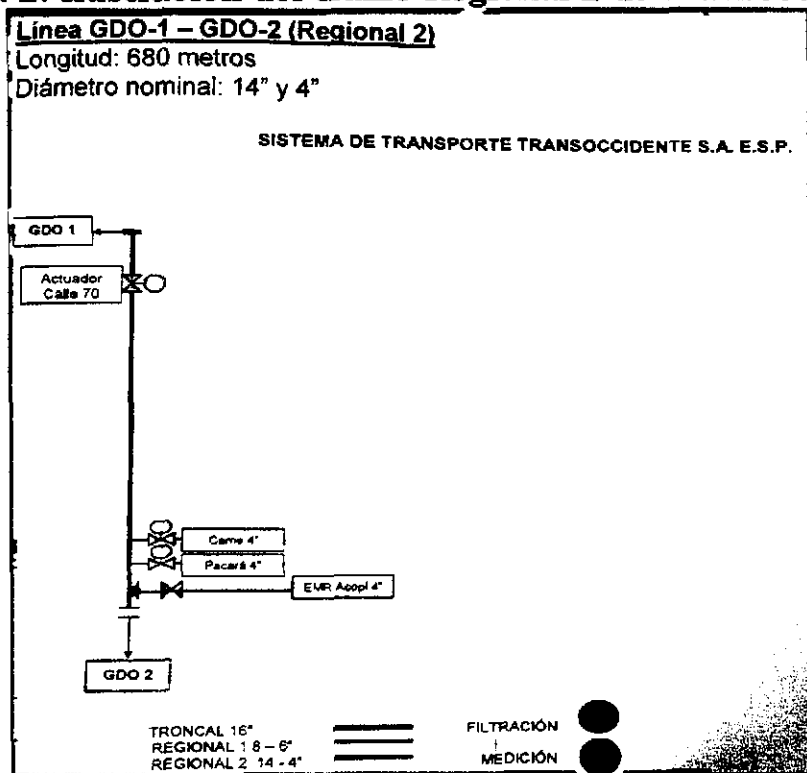 Línea GDO-1 – GDO-2 (Regional 2)
Longitud: 680 metros
Diámetro nominal: 14" y 4"
SISTEMA DE TRANSPORTE TRANSOCCIDENTE S.A. E.S.P.
GDO 1
Actuador
Calle 70
Came 4"
Pacará 4"
EMR Acopi 4"
GDO 2
TRONCAL 16"
REGIONAL 1 8 – 6"
REGIONAL 2 14 - 4"
FILTRACIÓN
MEDICIÓN